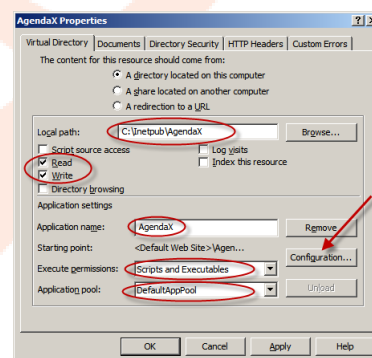 AgendaX Properties
Virtual Directory Documents Directory Security HTTP Headers Custom Errors
The content for this resource should come from:
A directory located on this computer
A share located on another computer
A redirection to a URL
Local path: C:\Inetpub\AgendaX Browse...
Script source access Log visits
Read Index this resource
Write
Directory browsing
Application settings
Application name: AgendaX Remove
Starting point: <Default Web Site>\Agen...
Configuration...
Execute permissions: Scripts and Executables
Application pool: DefaultAppPool Unload
OK Cancel Apply Help